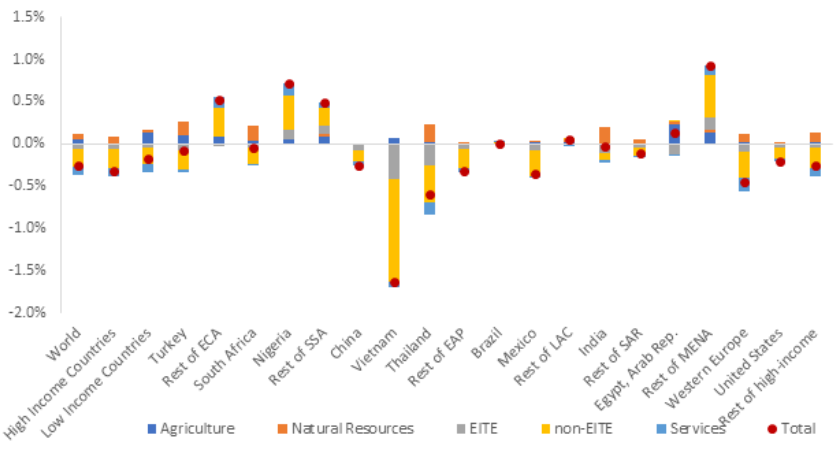 1.5%
1.0%
0.5%
0.0%
-0.5%
-1.0%
-1.5%
-2.0%
World
High Income Countries
Low Income Countries
Turkey
Rest of ECA
South Africa
Nigeria
Rest of SSA
China
Vietnam
Thailand
Rest of EAP
Brazil
Mexico
Rest of LAC
India
Rest of SAR
Egypt, Arab Rep.
Rest of MENA
Western Europe
United States
Rest of high-income
Agriculture
Natural Resources
EITE
non-EITE
Services
Total